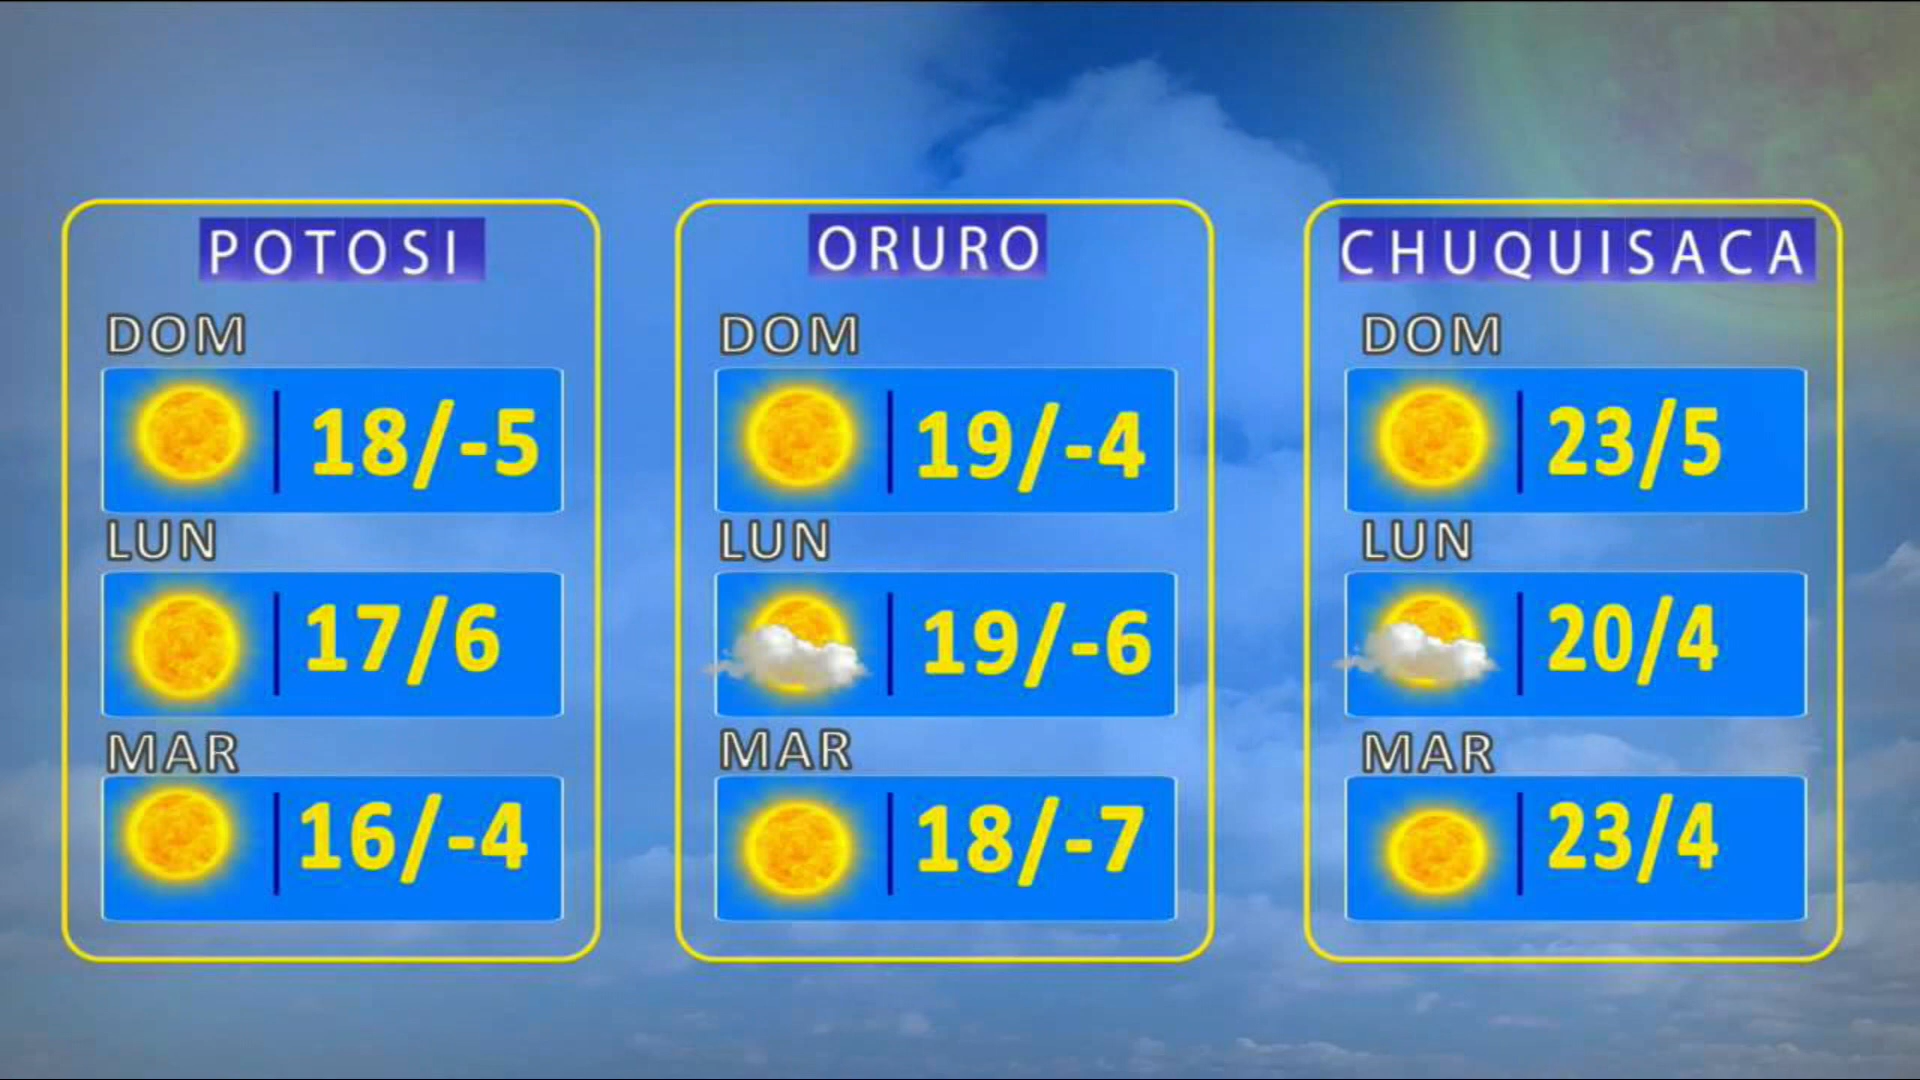 POTOSI
DOM
18/-5
LUN
17/6
MAR
16/-4
ORURO
DOM
19/-4
LUN
19/-6
MAR
18/-7
CHUQUISACA
DOM
23/5
LUN
20/4
MAR
23/4